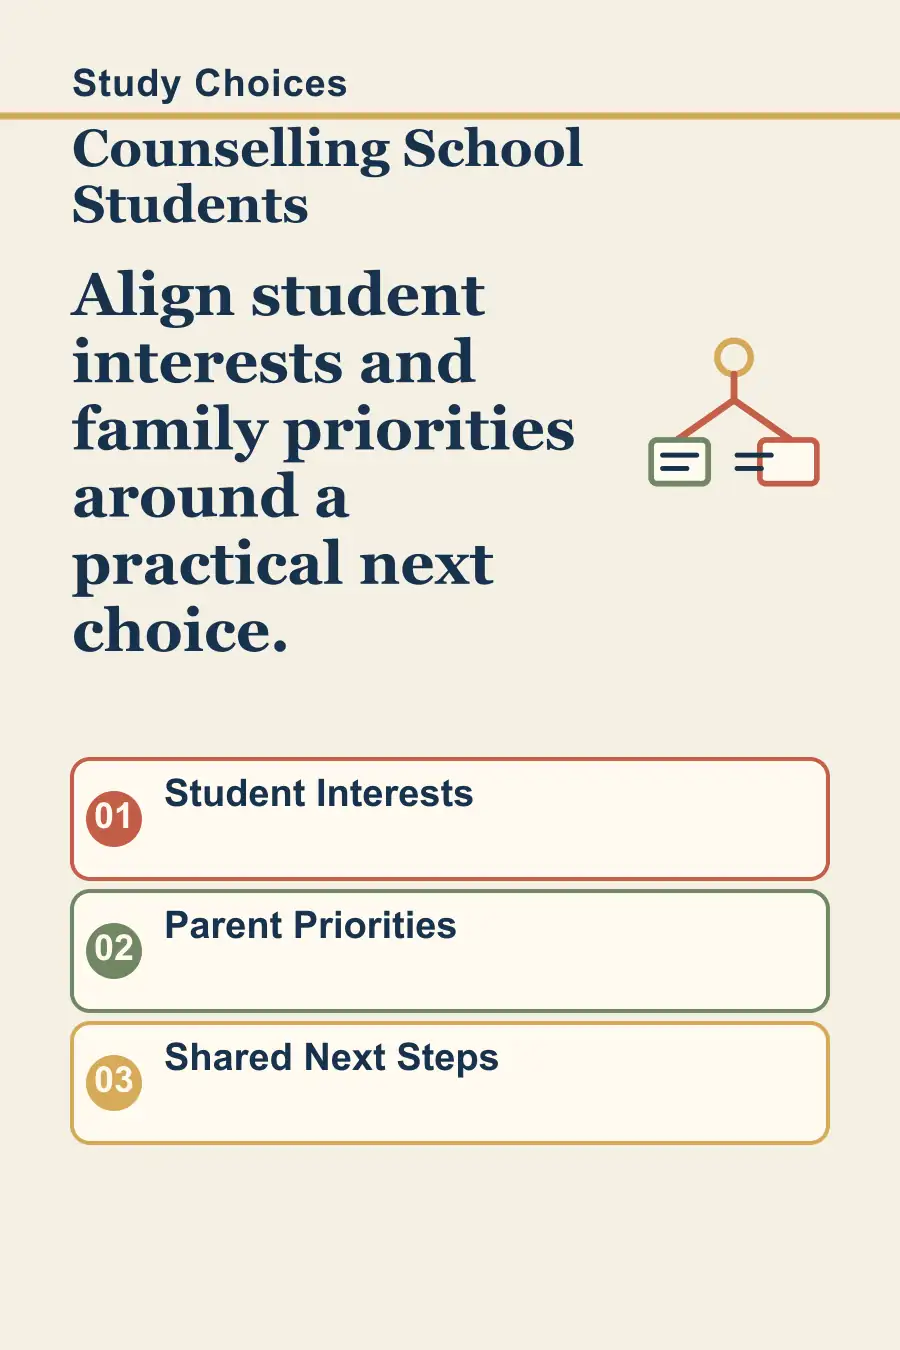 Study Choices
Counselling School
Students
Align student
interests and
family priorities
around a
practical next
choice.
01
Student Interests
02
Parent Priorities
03
Shared Next Steps